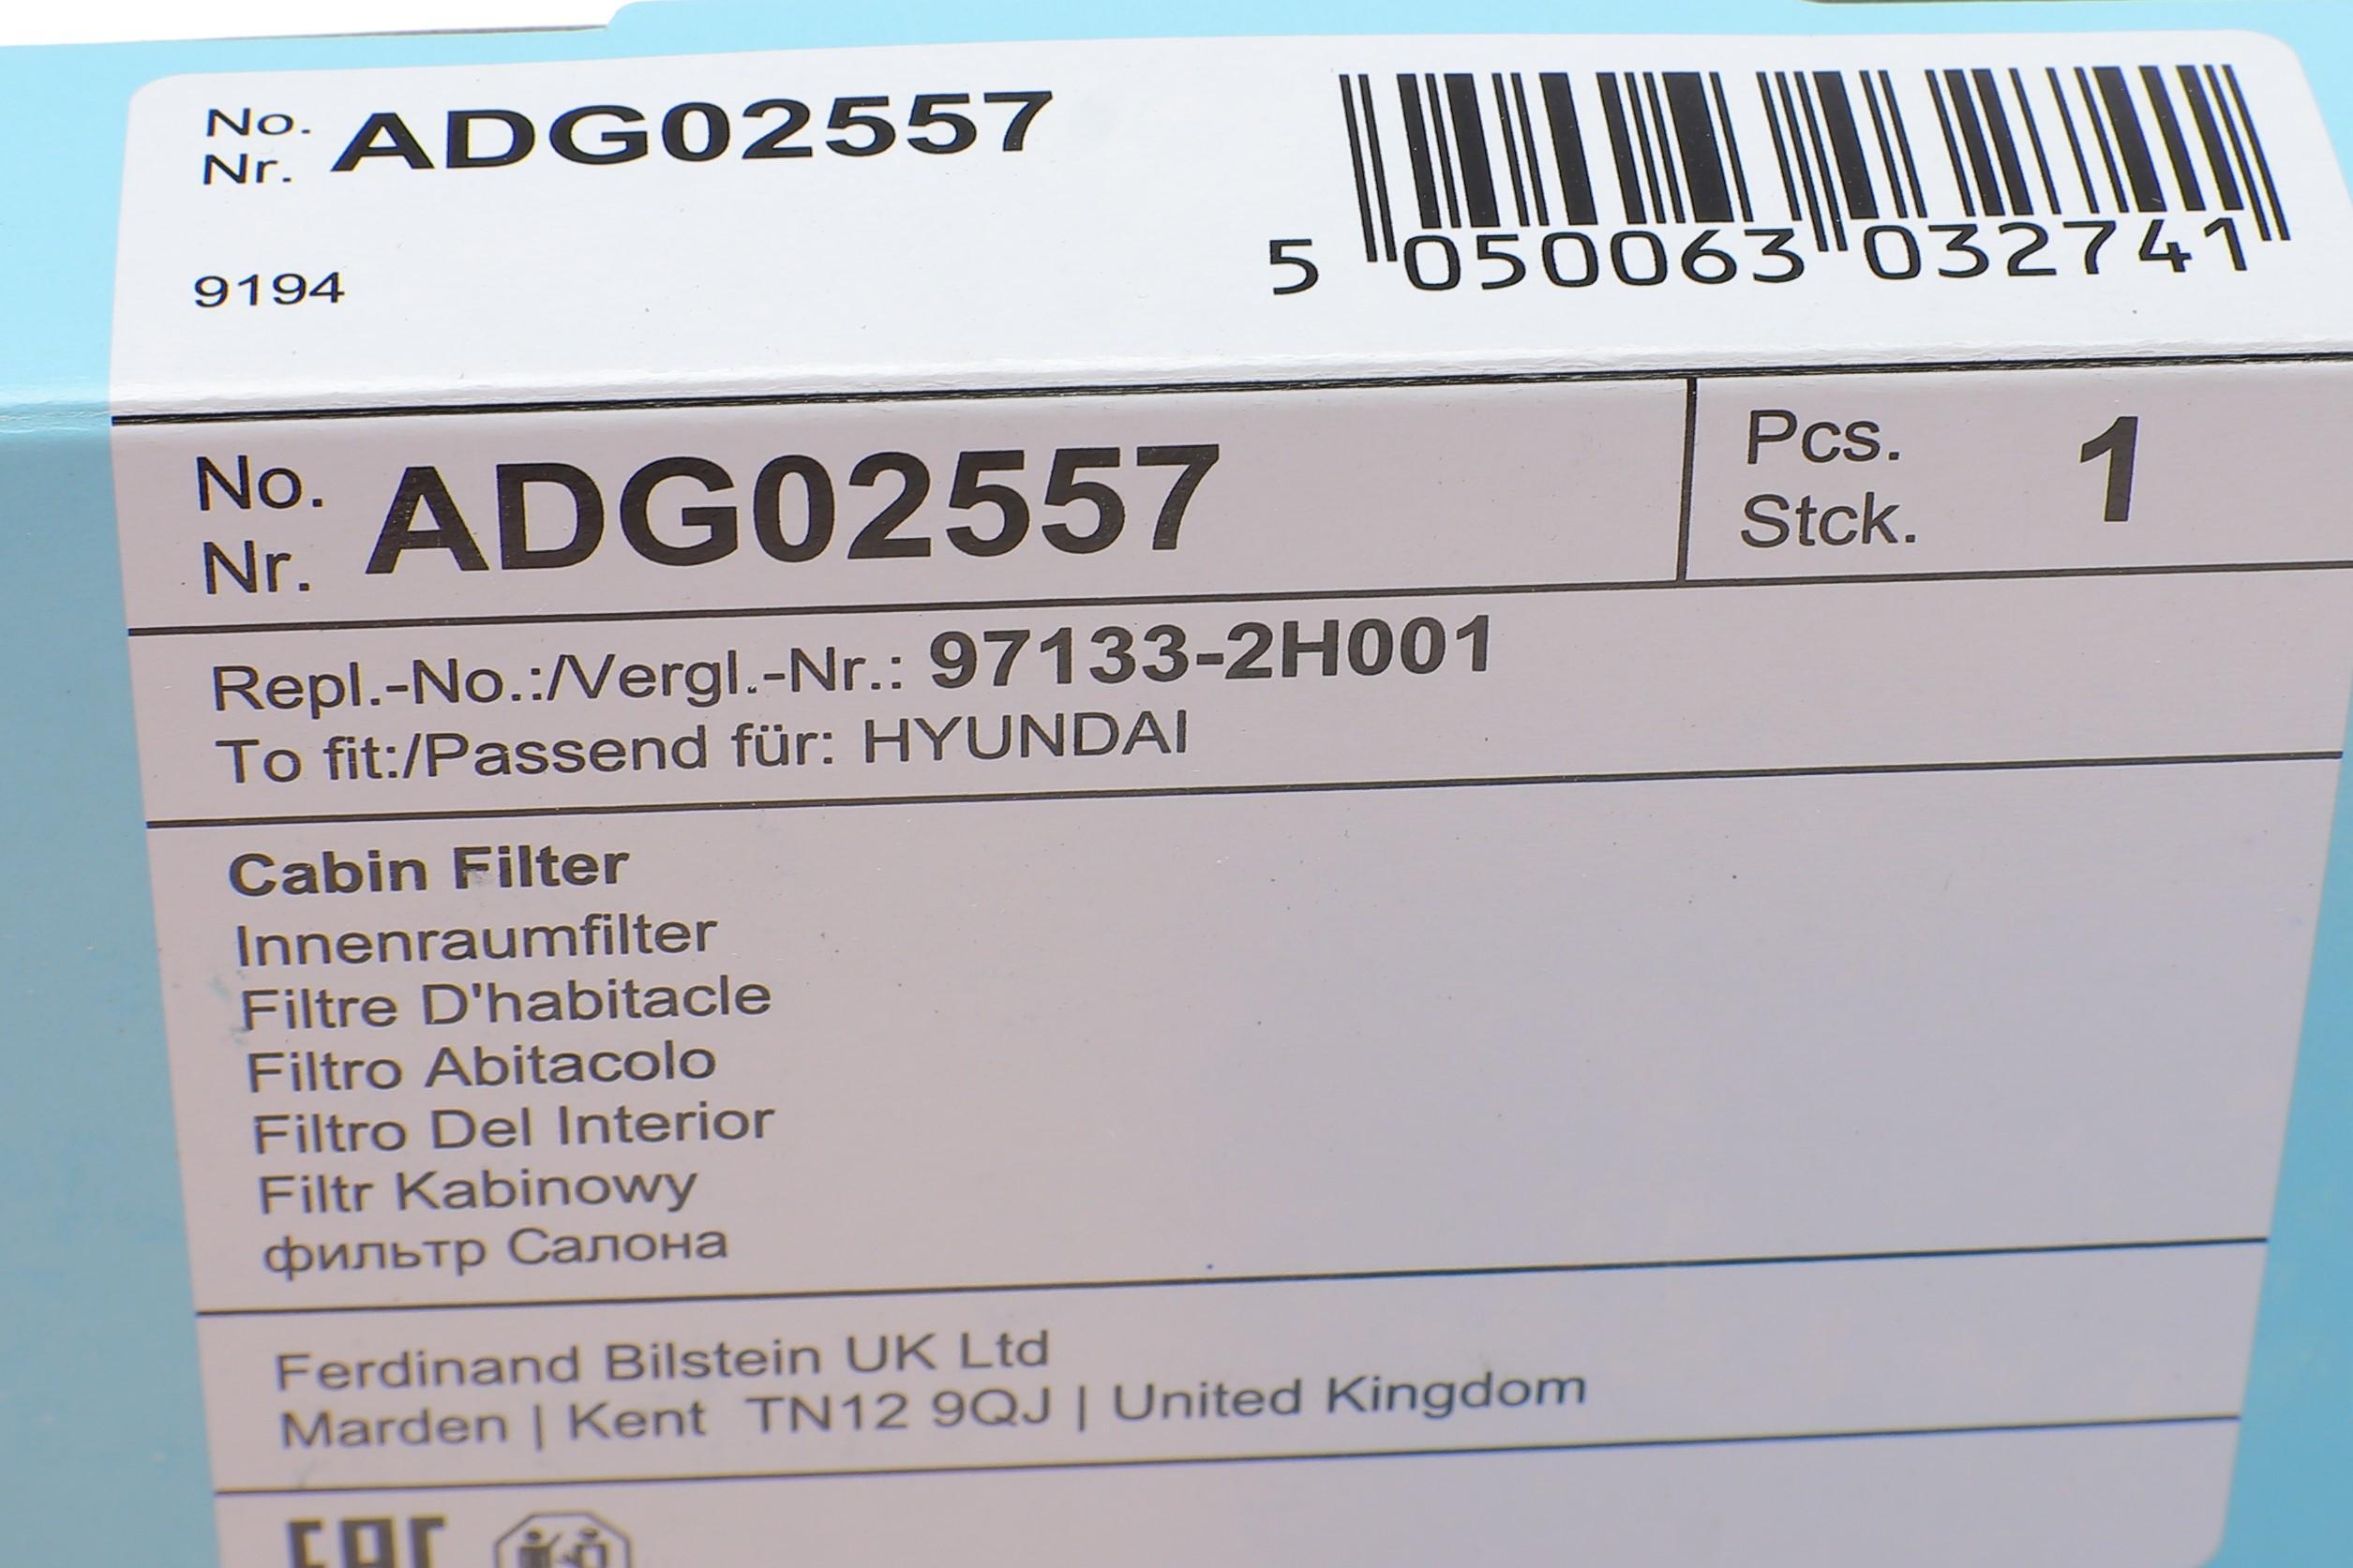 No.
Nr. ADG02557
9194
5 050063 032741
No.
Nr. ADG02557
Pcs.
Stck. 1
Repl.-No.:/Vergl.-Nr.: 97133-2H001
To fit:/Passend für: HYUNDAI
Cabin Filter
Innenraumfilter
Filtre D'habitacle
Filtro Abitacolo
Filtro Del Interior
Filtr Kabinowy
фильтр Салона
Ferdinand Bilstein UK Ltd
Marden | Kent TN12 9QJ | United Kingdom
EAC